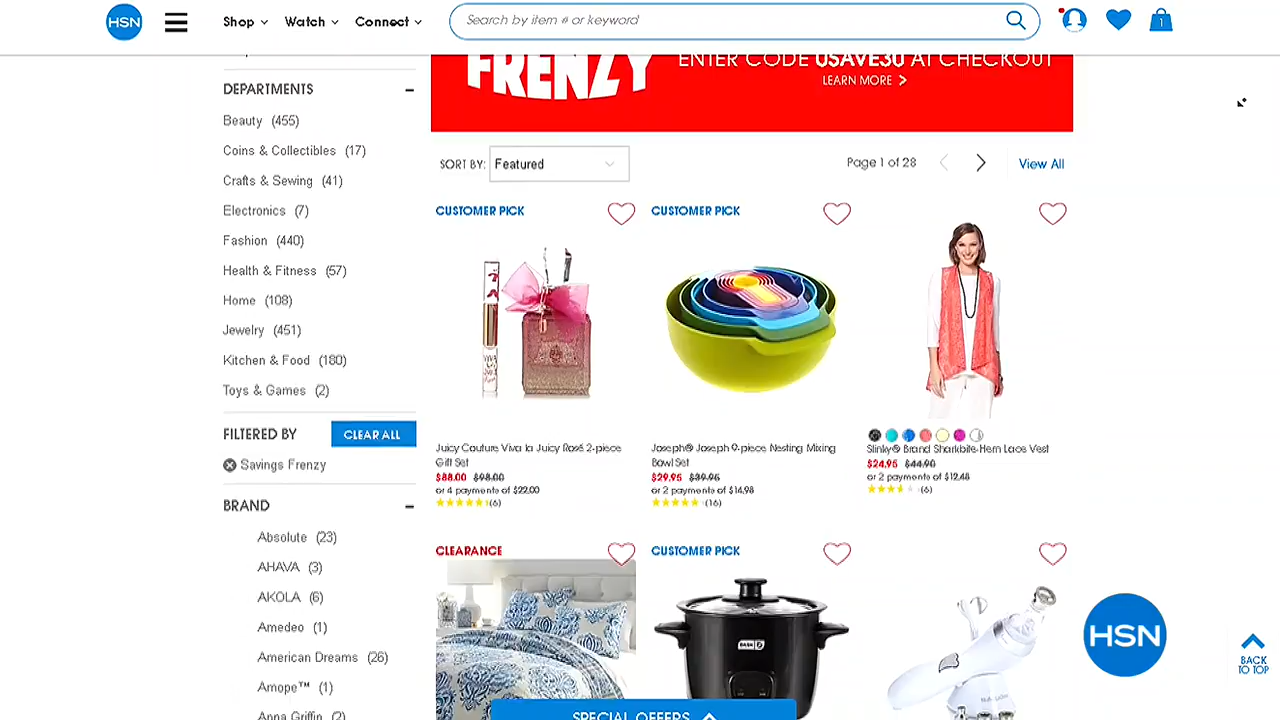 HSN
Shop
Watch
Connect
Search by item # or keyword
1
FRENZY
ENTER CODE USAVE30 AT CHECKOUT
LEARN MORE
DEPARTMENTS
Beauty (455)
Coins & Collectibles (17)
Crafts & Sewing (41)
Electronics (7)
Fashion (440)
Health & Fitness (57)
Home (108)
Jewelry (451)
Kitchen & Food (180)
Toys & Games (2)
FILTERED BY
CLEAR ALL
Savings Frenzy
BRAND
Absolute (23)
AHAVA (3)
AKOLA (6)
Amedeo (1)
American Dreams (26)
Amope™ (1)
Anna Griffin (2)
SORT BY: Featured
Page 1 of 28
View All
CUSTOMER PICK
Juicy Couture Viva la Juicy Rosé 2-piece
Gift Set
$88.00 $98.00
or 4 payments of $22.00
(6)
CUSTOMER PICK
Joseph® Joseph 9-piece Nesting Mixing
Bowl Set
$29.95 $39.95
or 2 payments of $14.98
(16)
Slinky® Brand Sharkbite-Hem Lace Vest
$24.95 $44.90
or 2 payments of $12.48
(6)
CLEARANCE
CUSTOMER PICK
DASH
HSN
BACK
TO TOP
SPECIAL OFFERS